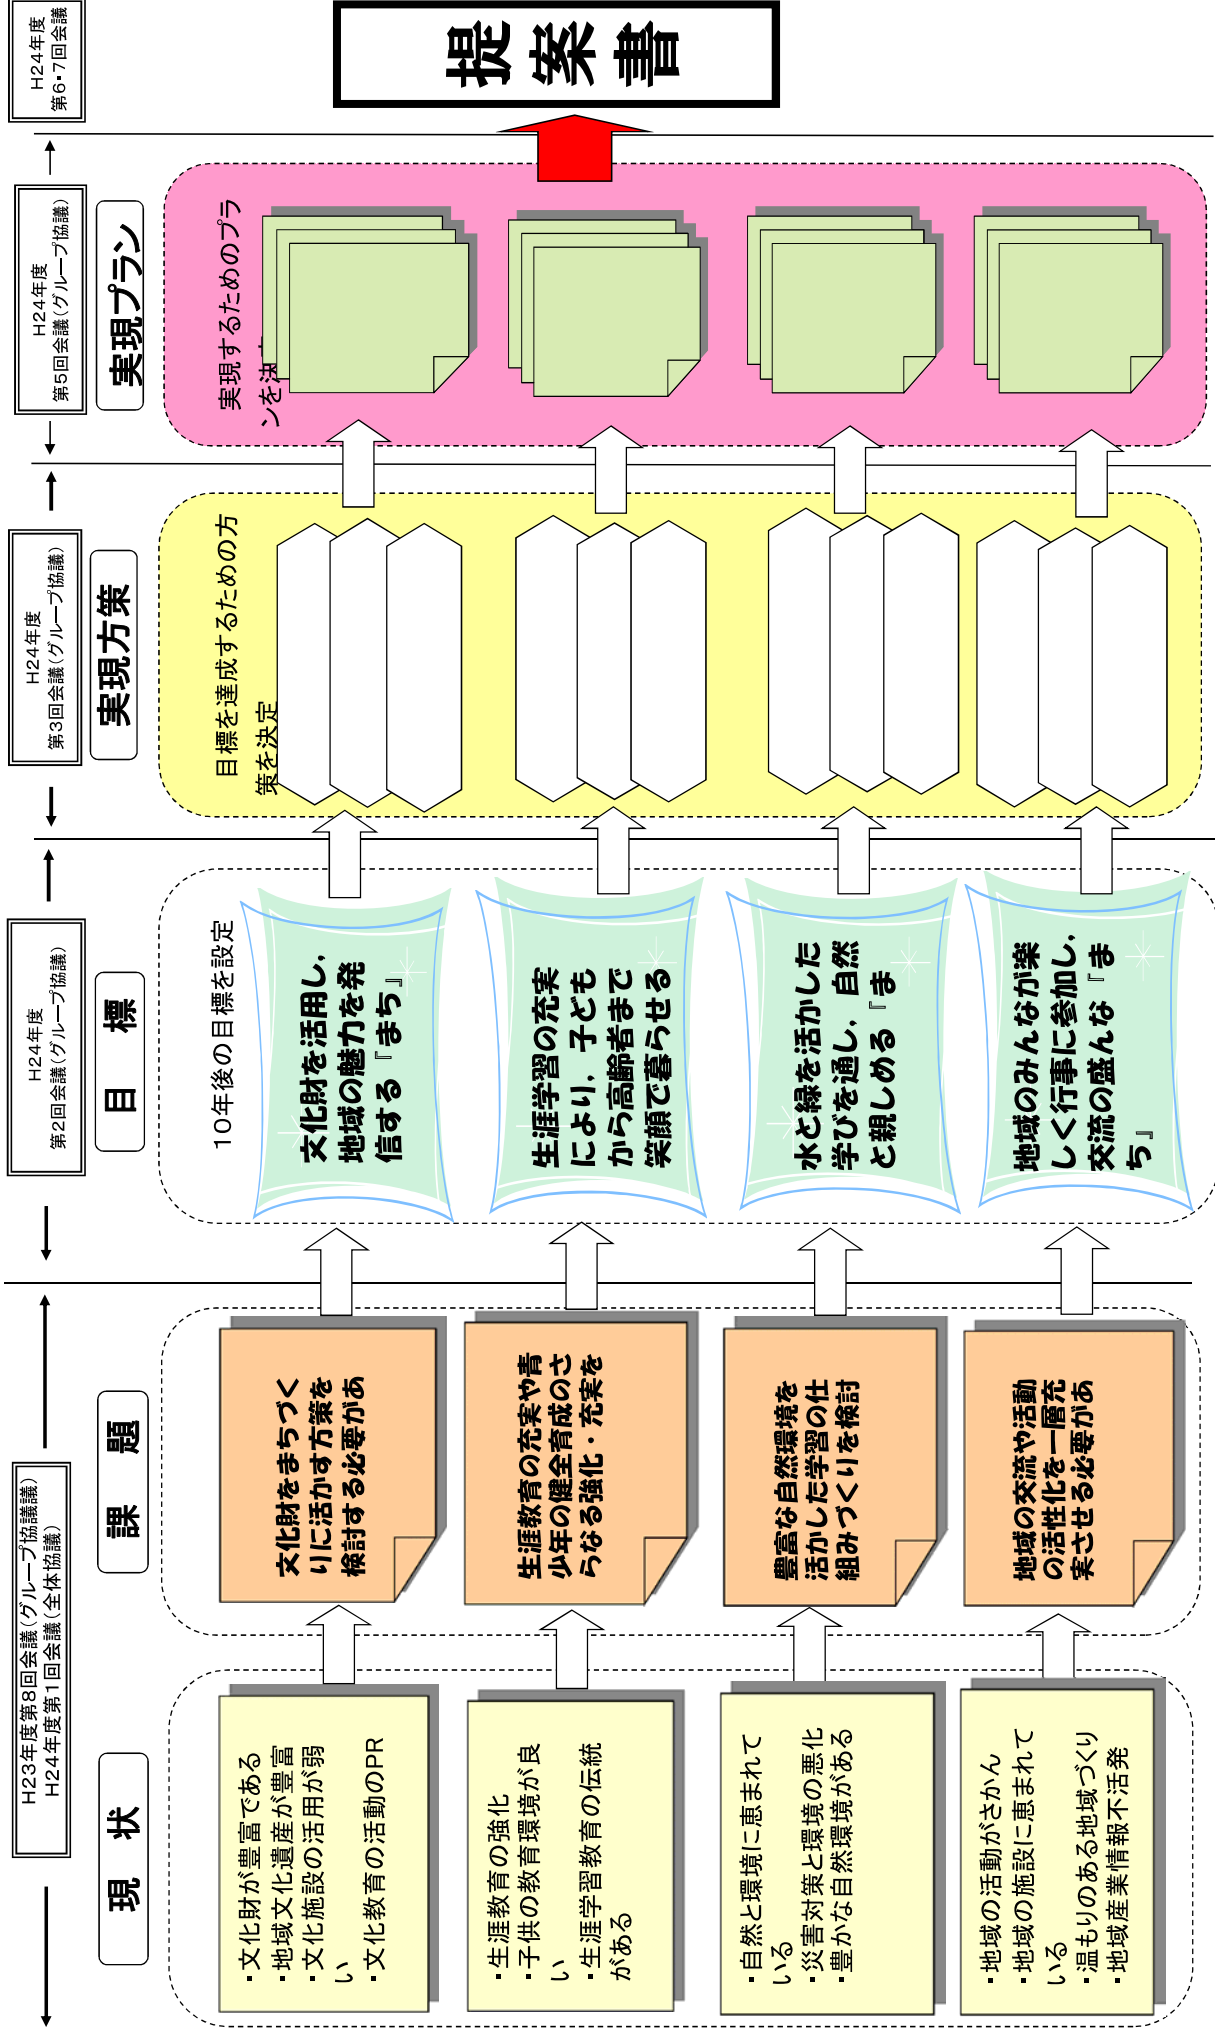 H23年度第8回会議(グループ協議議)
H24年度第1回会議(全体協議)
現　状
・文化財が豊富である
・地域文化遺産が豊富
・文化施設の活用が弱
い
・文化教育の活動のPR
・生涯教育の強化
・子供の教育環境が良
い
・生涯学習教育の伝統
がある
・自然と環境に恵まれて
いる
・災害対策と環境の悪化
・豊かな自然環境がある
・地域の活動がさかん
・地域の施設に恵まれて
いる
・温もりのある地域づくり
・地域産業情報不活発
課　題
文化財をまちづく
りに活かす方策を
検討する必要があ
生涯教育の充実や青
少年の健全育成のさ
らなる強化・充実を
豊富な自然環境を
活かした学習の仕
組みづくりを検討
地域の交流や活動
の活性化を一層充
実させる必要があ
H24年度
第2回会議(グループ協議)
目　標
10年後の目標を設定
文化財を活用し，
地域の魅力を発
信する『まち』
生涯学習の充実
により，子ども
から高齢者まで
笑顔で暮らせる
水と緑を活かした
学びを通し，自然
と親しめる『ま
地域のみんなが楽
しく行事に参加し，
交流の盛んな『ま
ち』
H24年度
第3回会議(グループ協議)
実現方策
目標を達成するための方
策を決定
H24年度
第5回会議(グループ協議)
実現プラン
実現するためのプラ
ンを決
H24年度
第6・7回会議
提案書